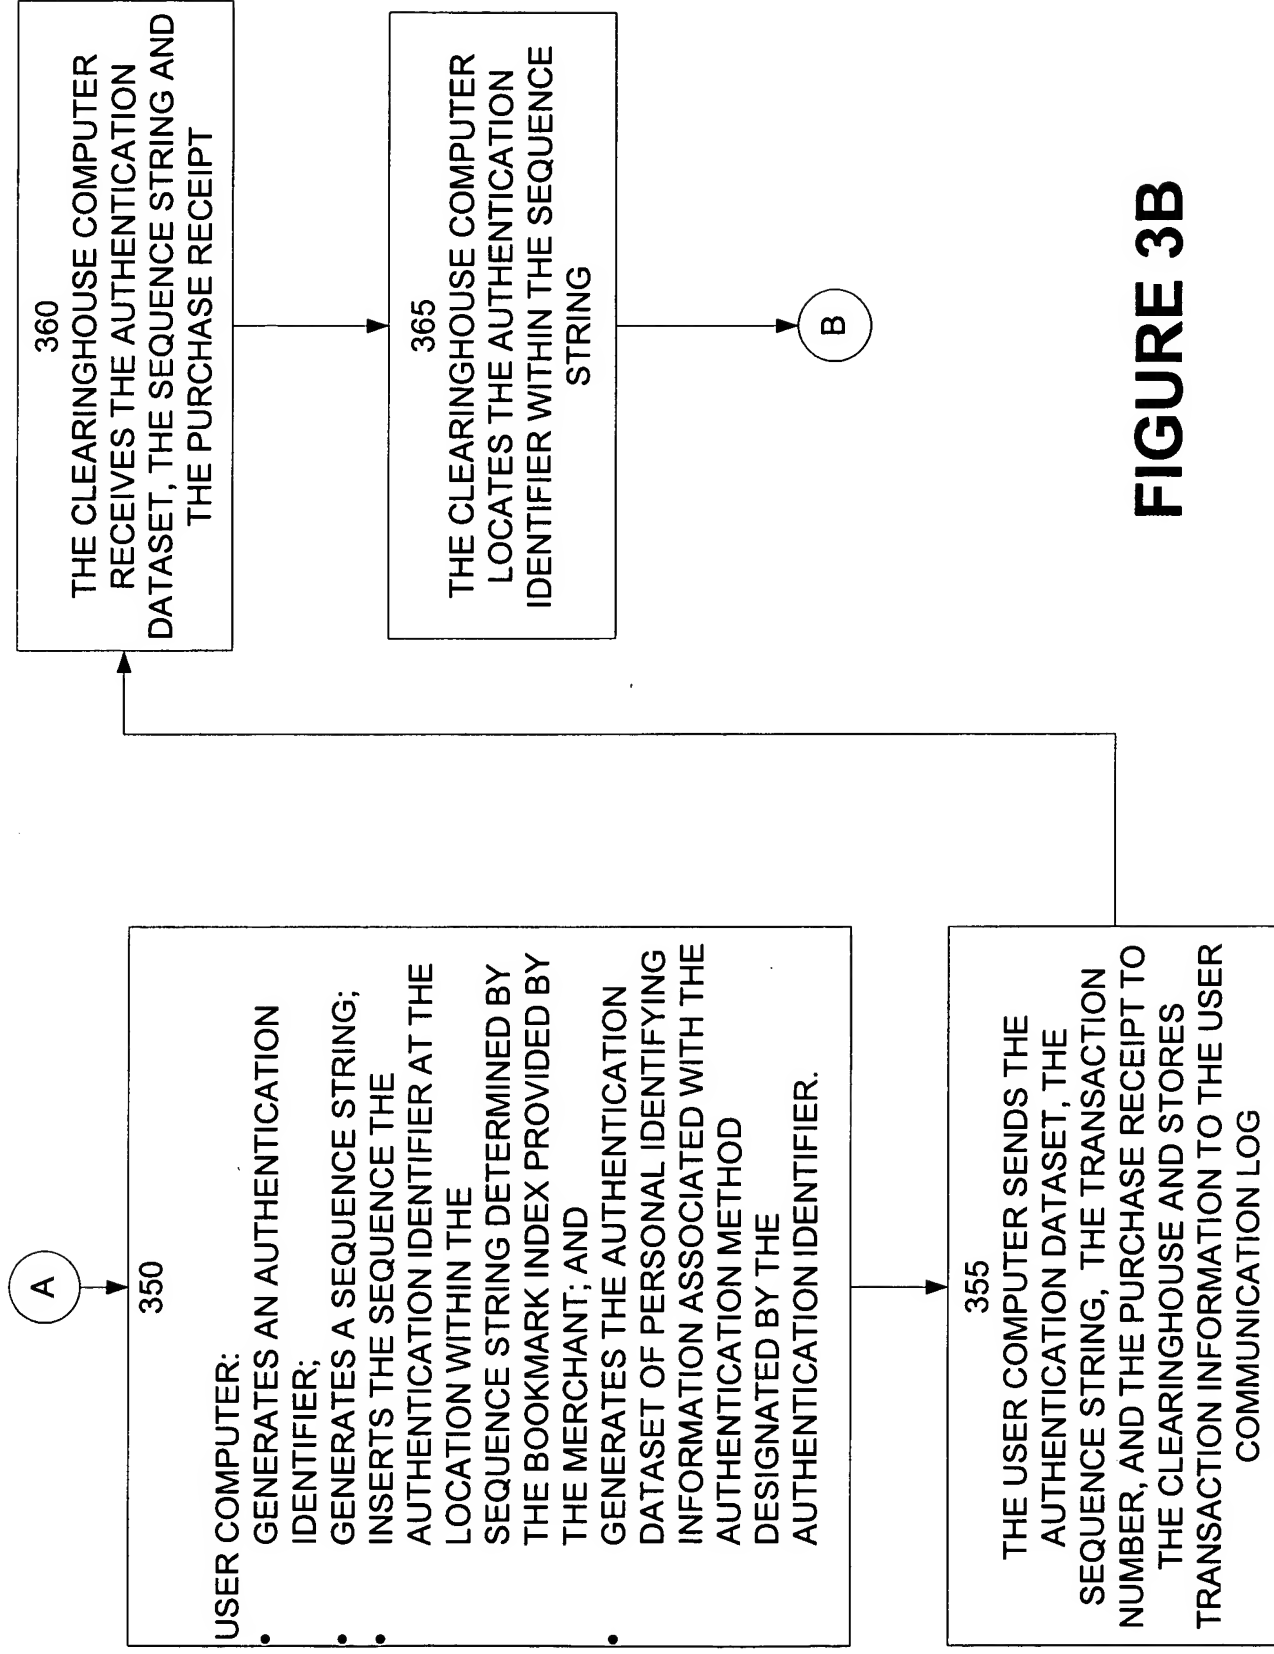 A
350
USER COMPUTER:
• GENERATES AN AUTHENTICATION
IDENTIFIER;
• GENERATES A SEQUENCE STRING;
• INSERTS THE SEQUENCE THE
AUTHENTICATION IDENTIFIER AT THE
LOCATION WITHIN THE
SEQUENCE STRING DETERMINED BY
THE BOOKMARK INDEX PROVIDED BY
THE MERCHANT; AND
• GENERATES THE AUTHENTICATION
DATASET OF PERSONAL IDENTIFYING
INFORMATION ASSOCIATED WITH THE
AUTHENTICATION METHOD
DESIGNATED BY THE
AUTHENTICATION IDENTIFIER.
355
THE USER COMPUTER SENDS THE
AUTHENTICATION DATASET, THE
SEQUENCE STRING, THE TRANSACTION
NUMBER, AND THE PURCHASE RECEIPT TO
THE CLEARINGHOUSE AND STORES
TRANSACTION INFORMATION TO THE USER
COMMUNICATION LOG
360
THE CLEARINGHOUSE COMPUTER
RECEIVES THE AUTHENTICATION
DATASET, THE SEQUENCE STRING AND
THE PURCHASE RECEIPT
365
THE CLEARINGHOUSE COMPUTER
LOCATES THE AUTHENTICATION
IDENTIFIER WITHIN THE SEQUENCE
STRING
B
FIGURE 3B